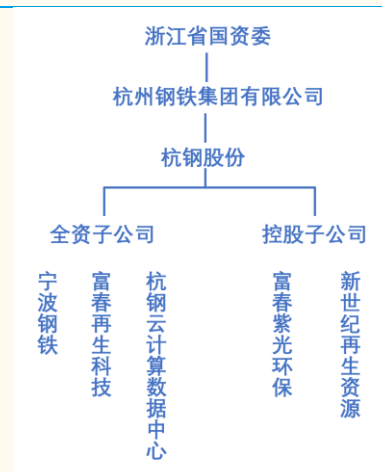 浙江省国资委
杭州钢铁集团有限公司
杭钢股份
全资子公司
控股子公司
宁波钢铁
富春再生科技
杭钢云计算数据中心
富春紫光环保
新世纪再生资源